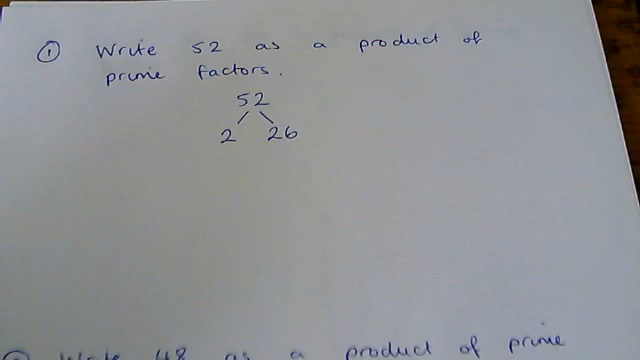 ① Write 52 as a product of
prime factors.
52
2 26
Write 48 as a product of prime